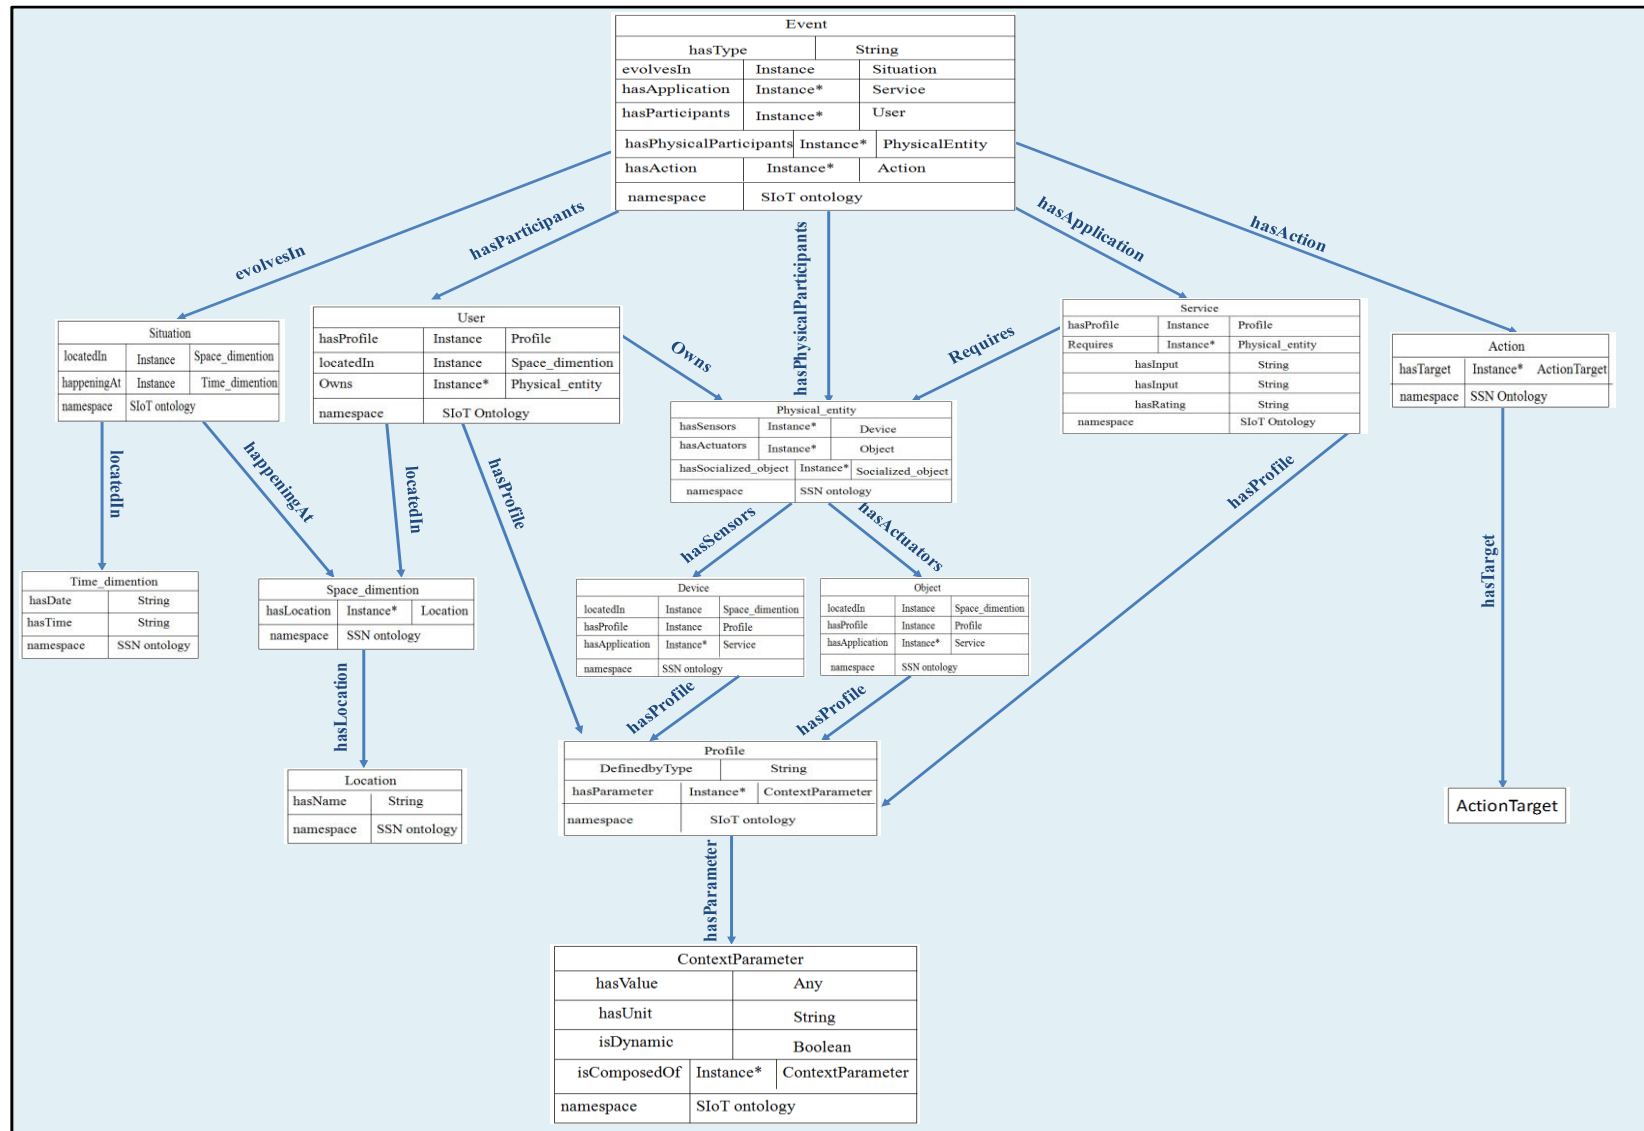 Event
hasType String
evolvesIn Instance Situation
hasApplication Instance* Service
hasParticipants Instance* User
hasPhysicalParticipants Instance* PhysicalEntity
hasAction Instance* Action
namespace SIoT ontology
evolvesIn
hasParticipants
hasPhysicalParticipants
hasApplication
hasAction
Situation
locatedIn Instance Space_dimention
happeningAt Instance Time_dimention
namespace SIoT ontology
User
hasProfile Instance Profile
locatedIn Instance Space_dimention
Owns Instance* Physical_entity
namespace SIoT Ontology
Owns
Requires
Service
hasProfile Instance Profile
Requires Instance* Physical_entity
hasInput String
hasInput String
hasRating String
namespace SIoT Ontology
Action
hasTarget Instance* ActionTarget
namespace SSN Ontology
Physical_entity
hasSensors Instance* Device
hasActuators Instance* Object
hasSocialized_object Instance* Socialized_object
namespace SSN ontology
locatedIn
happeningAt
locatedIn
hasProfile
hasSensors
hasActuators
hasProfile
hasTarget
Time_dimention
hasDate String
hasTime String
namespace SSN ontology
Space_dimention
hasLocation Instance* Location
namespace SSN ontology
Device
locatedIn Instance Space_dimention
hasProfile Instance Profile
hasApplication Instance* Service
namespace SSN ontology
Object
locatedIn Instance Space_dimention
hasProfile Instance Profile
hasApplication Instance* Service
namespace SSN ontology
hasLocation
hasProfile
hasProfile
Location
hasName String
namespace SSN ontology
Profile
DefinedbyType String
hasParameter Instance* ContextParameter
namespace SIoT ontology
ActionTarget
hasParameter
ContextParameter
hasValue Any
hasUnit String
isDynamic Boolean
isComposedOf Instance* ContextParameter
namespace SIoT ontology